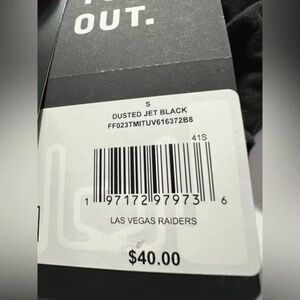 OUT.
S
DUSTED JET BLACK
FF023TMITUV616372B8
41S
1 97172 97973 6
LAS VEGAS RAIDERS
$40.00